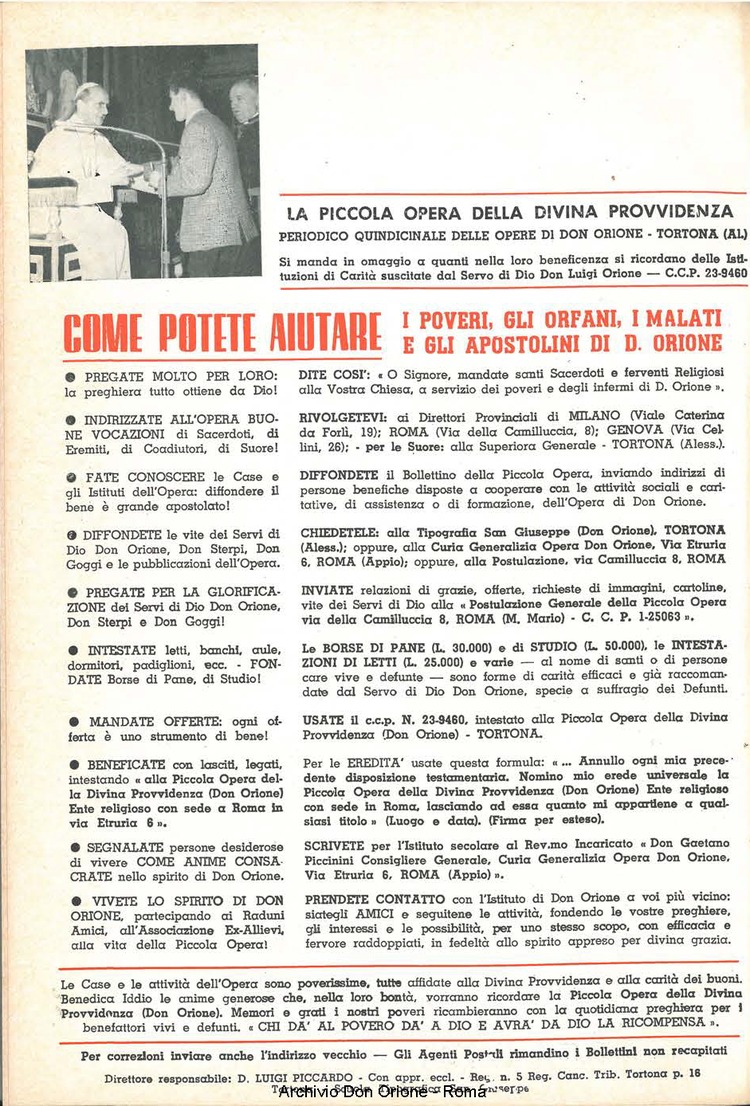 LA PICCOLA OPERA DELLA DIVINA PROVVIDENZA
PERIODICO QUINDICINALE DELLE OPERE DI DON ORIONE - TORTONA (AL)
Si manda in omaggio a quanti nella loro beneficenza si ricordano delle Isti-
tuzioni di Carità suscitate dal Servo di Dio Don Luigi Orione — C.C.P. 23-9460
COME POTETE AIUTARE
I POVERI, GLI ORFANI, I MALATI
E GLI APOSTOLINI DI D. ORIONE
● PREGATE MOLTO PER LORO:
la preghiera tutto ottiene da Dio!
DITE COSI': « O Signore, mandate santi Sacerdoti e ferventi Religiosi
alla Vostra Chiesa, a servizio dei poveri e degli infermi di D. Orione ».
● INDIRIZZATE ALL'OPERA BUO-
NE VOCAZIONI di Sacerdoti, di
Eremiti, di Coadiutori, di Suore!
RIVOLGETEVI: ai Direttori Provinciali di MILANO (Viale Caterina
da Forlì, 19); ROMA (Via della Camilluccia, 8); GENOVA (Via Cel-
lini, 26); - per le Suore: alla Superiora Generale - TORTONA (Aless.).
● FATE CONOSCERE le Case e
gli Istituti dell'Opera: diffondere il
bene è grande apostolato!
DIFFONDETE il Bollettino della Piccola Opera, inviando indirizzi di
persone benefiche disposte a cooperare con le attività sociali e cari-
tative, di assistenza o di formazione, dell'Opera di Don Orione.
● DIFFONDETE le vite dei Servi di
Dio Don Orione, Don Sterpi, Don
Goggi e le pubblicazioni dell'Opera.
CHIEDETELE: alla Tipografia San Giuseppe (Don Orione), TORTONA
(Aless.); oppure, alla Curia Generalizia Opera Don Orione, Via Etruria
6, ROMA (Appio); oppure, alla Postulazione, via Camilluccia 8, ROMA
● PREGATE PER LA GLORIFICA-
ZIONE dei Servi di Dio Don Orione,
Don Sterpi e Don Goggi!
INVIATE relazioni di grazie, offerte, richieste di immagini, cartoline,
vite dei Servi di Dio alla « Postulazione Generale della Piccola Opera
via della Camilluccia 8, ROMA (M. Mario) - C. C. P. 1-25063 ».
● INTESTATE letti, banchi, aule,
dormitori, padiglioni, ecc. - FON-
DATE Borse di Pane, di Studio!
Le BORSE DI PANE (L. 30.000) e di STUDIO (L. 50.000), le INTESTA-
ZIONI DI LETTI (L. 25.000) e varie — al nome di santi o di persone
care vive e defunte — sono forme di carità efficaci e già raccoman-
date dal Servo di Dio Don Orione, specie a suffragio dei Defunti.
● MANDATE OFFERTE: ogni of-
ferta è uno strumento di bene!
USATE il c.c.p. N. 23-9460, intestato alla Piccola Opera della Divina
Provvidenza (Don Orione) - TORTONA.
● BENEFICATE con lasciti, legati,
intestando « alla Piccola Opera del-
la Divina Provvidenza (Don Orione)
Ente religioso con sede a Roma in
via Etruria 6 ».
Per le EREDITA' usate questa formula: « ... Annullo ogni mia prece-
dente disposizione testamentaria. Nomino mio erede universale la
Piccola Opera della Divina Provvidenza (Don Orione) Ente religioso
con sede in Roma, lasciando ad essa quanto mi appartiene a qual-
siasi titolo » (Luogo e data). (Firma per esteso).
● SEGNALATE persone desiderose
di vivere COME ANIME CONSA-
CRATE nello spirito di Don Orione.
SCRIVETE per l'Istituto secolare al Rev.mo Incaricato « Don Gaetano
Piccinini Consigliere Generale, Curia Generalizia Opera Don Orione,
Via Etruria 6, ROMA (Appio) ».
● VIVETE LO SPIRITO DI DON
ORIONE, partecipando ai Raduni
Amici, all'Associazione Ex-Allievi,
alla vita della Piccola Opera!
PRENDETE CONTATTO con l'Istituto di Don Orione a voi più vicino:
siategli AMICI e seguitene le attività, fondendo le vostre preghiere,
gli interessi e le possibilità, per uno stesso scopo, con efficacia e
fervore raddoppiati, in fedeltà allo spirito appreso per divina grazia.
Le Case e le attività dell'Opera sono poverissime, tutte affidate alla Divina Provvidenza e alla carità dei buoni.
Benedica Iddio le anime generose che, nella loro bontà, vorranno ricordare la Piccola Opera della Divina
Provvidenza (Don Orione). Memori e grati i nostri poveri ricambieranno con la quotidiana preghiera per i
benefattori vivi e defunti. « CHI DA' AL POVERO DA' A DIO E AVRA' DA DIO LA RICOMPENSA ».
Per correzioni inviare anche l'indirizzo vecchio — Gli Agenti Postali rimandino i Bollettini non recapitati
Direttore responsabile: D. LUIGI PICCARDO - Con appr. eccl. - Reg. n. 5 Reg. Canc. Trib. Tortona p. 16
Scuola Tipografica San Giuseppe
Archivio Don Orione - Roma